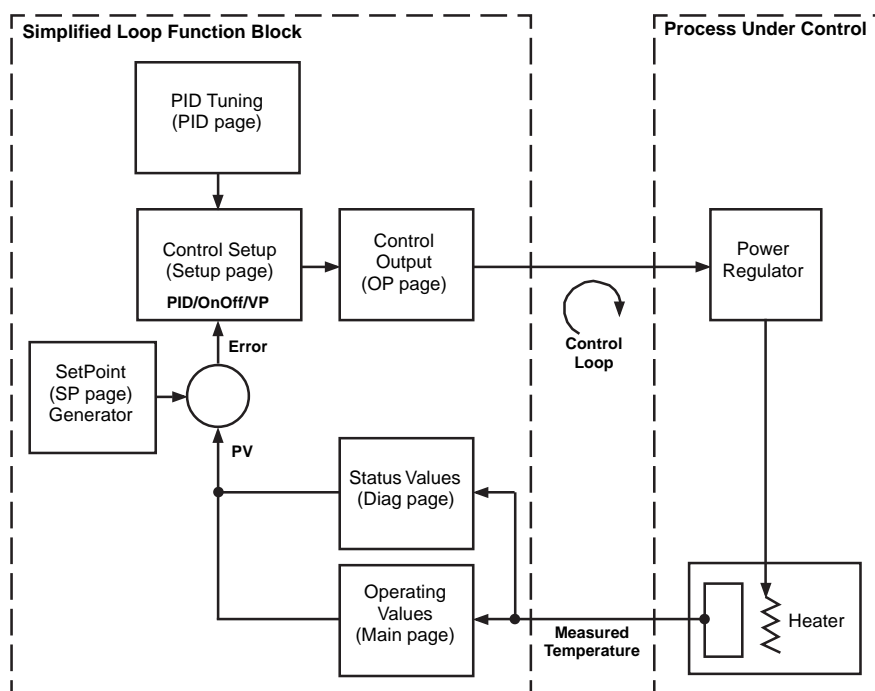 Simplified Loop Function Block
Process Under Control
PID Tuning
(PID page)
Control Setup
(Setup page)
PID/OnOff/VP
Control
Output
(OP page)
Power
Regulator
Control
Loop
Error
SetPoint
(SP page)
Generator
PV
Status Values
(Diag page)
Operating
Values
(Main page)
Measured
Temperature
Heater